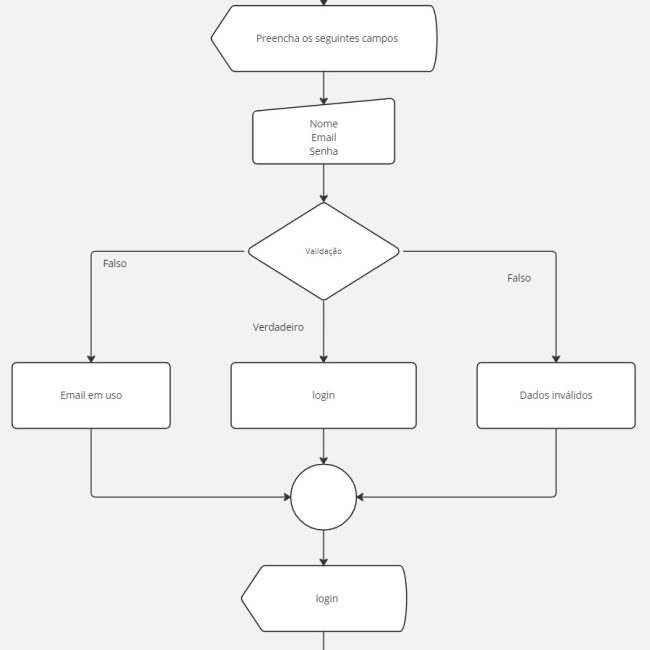 Preencha os seguintes campos
Nome
Email
Senha
Validação
Falso
Falso
Verdadeiro
Email em uso
login
Dados inválidos
login